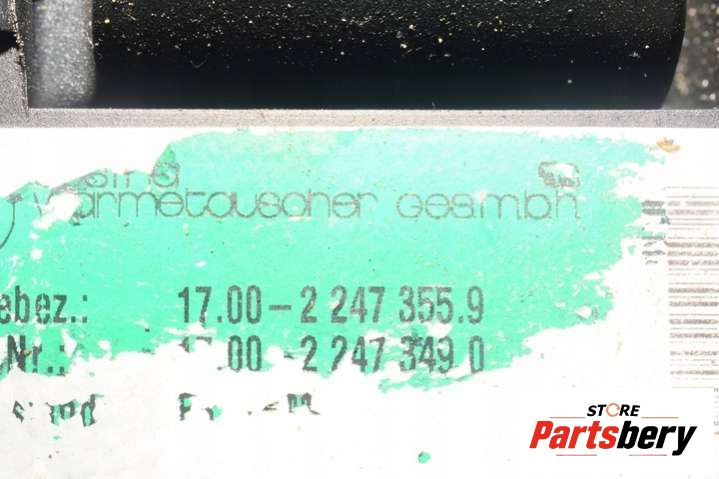 ärmetauscher Ges.m.b.h.
ebez.: 17.00-2 247 355.9
Nr.: 17.00-2 247 349 0
STORE
Partsbery